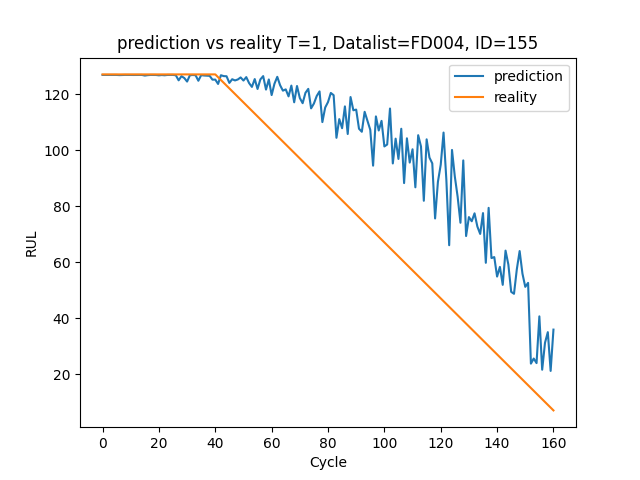 prediction vs reality T=1, Datalist=FD004, ID=155
prediction
reality
120
100
80
60
40
20
RUL
0 20 40 60 80 100 120 140 160
Cycle